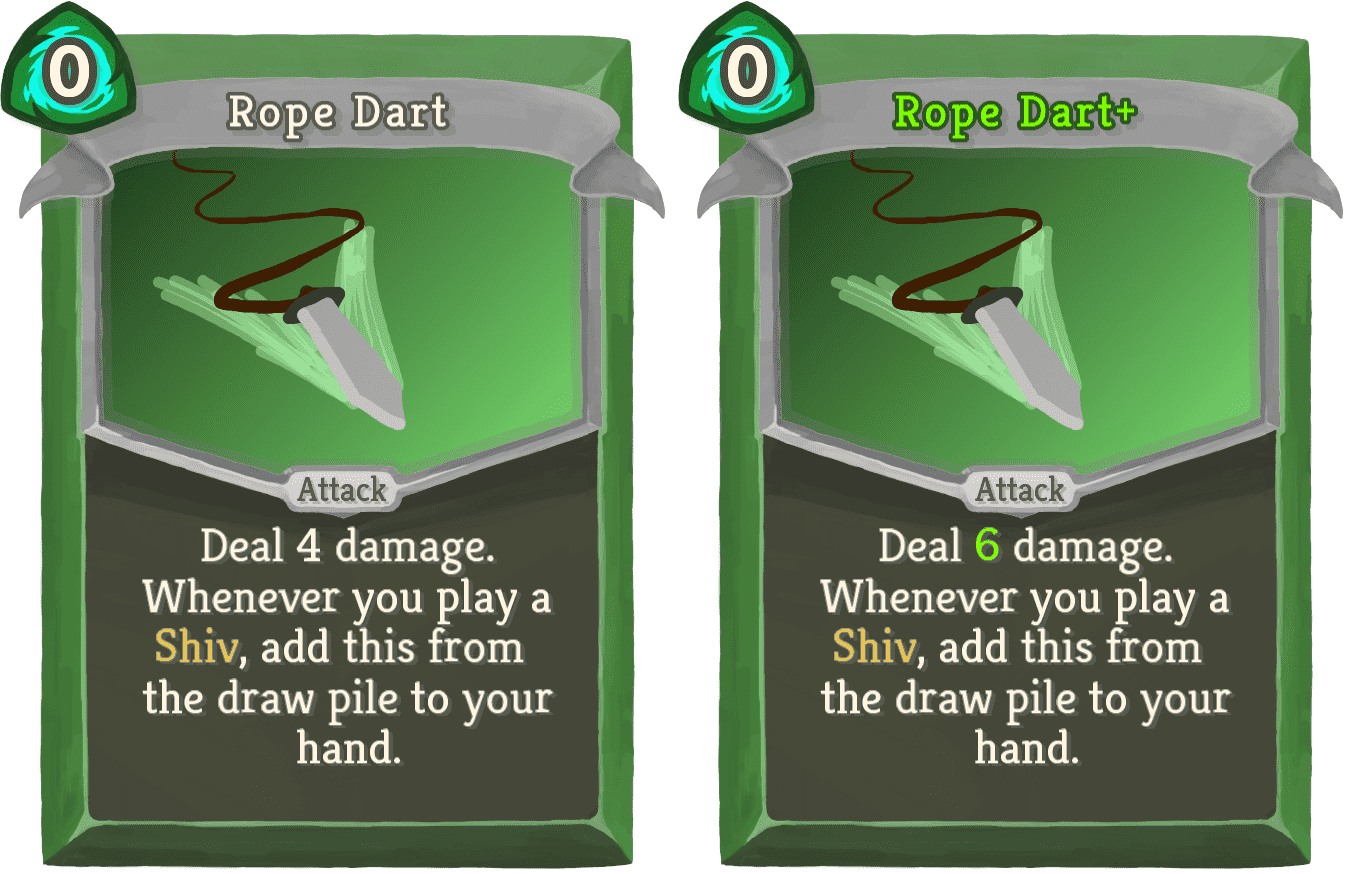 0
Rope Dart
Attack
Deal 4 damage.
Whenever you play a
Shiv, add this from
the draw pile to your
hand.
0
Rope Dart+
Attack
Deal 6 damage.
Whenever you play a
Shiv, add this from
the draw pile to your
hand.